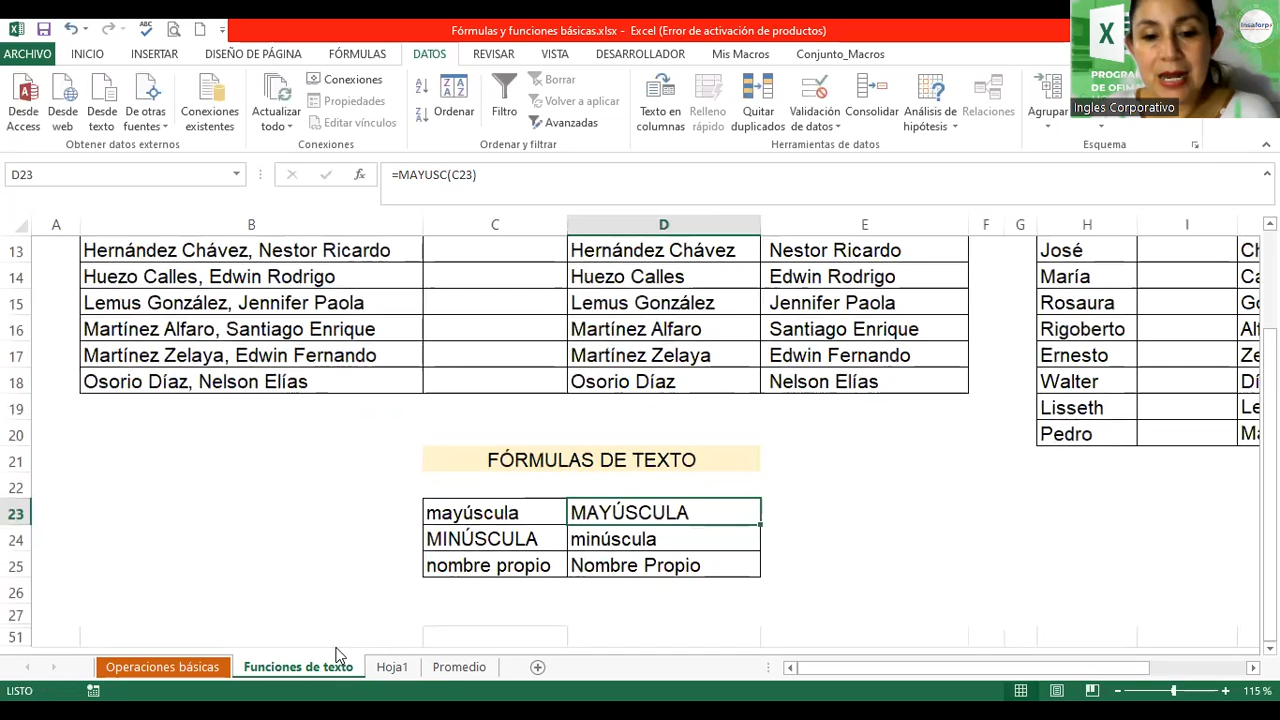 Fórmulas y funciones básicas.xlsx - Excel (Error de activación de productos)
ARCHIVO INICIO INSERTAR DISEÑO DE PÁGINA FÓRMULAS DATOS REVISAR VISTA DESARROLLADOR Mis Macros Conjunto_Macros
Desde Access
Desde web
Desde texto
De otras fuentes
Conexiones existentes
Actualizar todo
Conexiones
Propiedades
Editar vínculos
Ordenar
Filtro
Borrar
Volver a aplicar
Avanzadas
Texto en columnas
Relleno rápido
Quitar duplicados
Validación de datos
Consolidar
Análisis de hipótesis
Relaciones
Agrupar
Obtener datos externos Conexiones Ordenar y filtrar Herramientas de datos Esquema
ABC
X
Insaforp
PROGRA
DE OFIM
Ingles Corporativo
D23 fx =MAYUSC(C23)
A B C D E F G H I
13 Hernández Chávez, Nestor Ricardo Hernández Chávez Nestor Ricardo José
14 Huezo Calles, Edwin Rodrigo Huezo Calles Edwin Rodrigo María
15 Lemus González, Jennifer Paola Lemus González Jennifer Paola Rosaura
16 Martínez Alfaro, Santiago Enrique Martínez Alfaro Santiago Enrique Rigoberto
17 Martínez Zelaya, Edwin Fernando Martínez Zelaya Edwin Fernando Ernesto
18 Osorio Díaz, Nelson Elías Osorio Díaz Nelson Elías Walter
19 Lisseth
20 Pedro
21 FÓRMULAS DE TEXTO
22
23 mayúscula MAYÚSCULA
24 MINÚSCULA minúscula
25 nombre propio Nombre Propio
26
27
51
Operaciones básicas Funciones de texto Hoja1 Promedio
LISTO 115 %